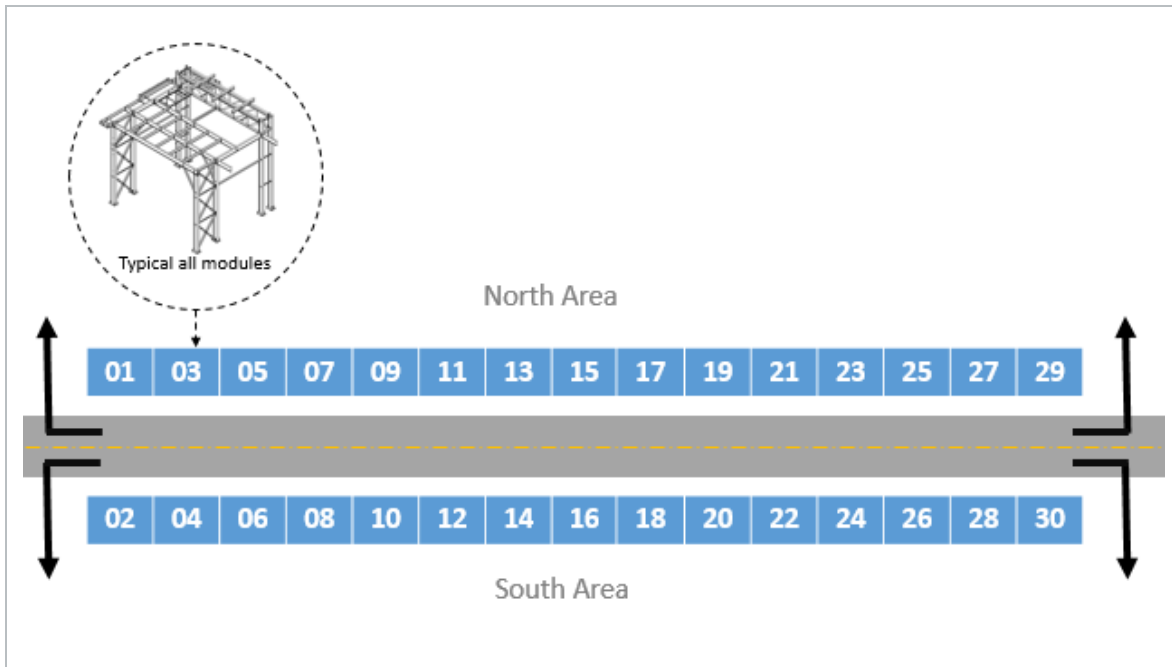 Typical all modules
North Area
01 03 05 07 09 11 13 15 17 19 21 23 25 27 29
02 04 06 08 10 12 14 16 18 20 22 24 26 28 30
South Area